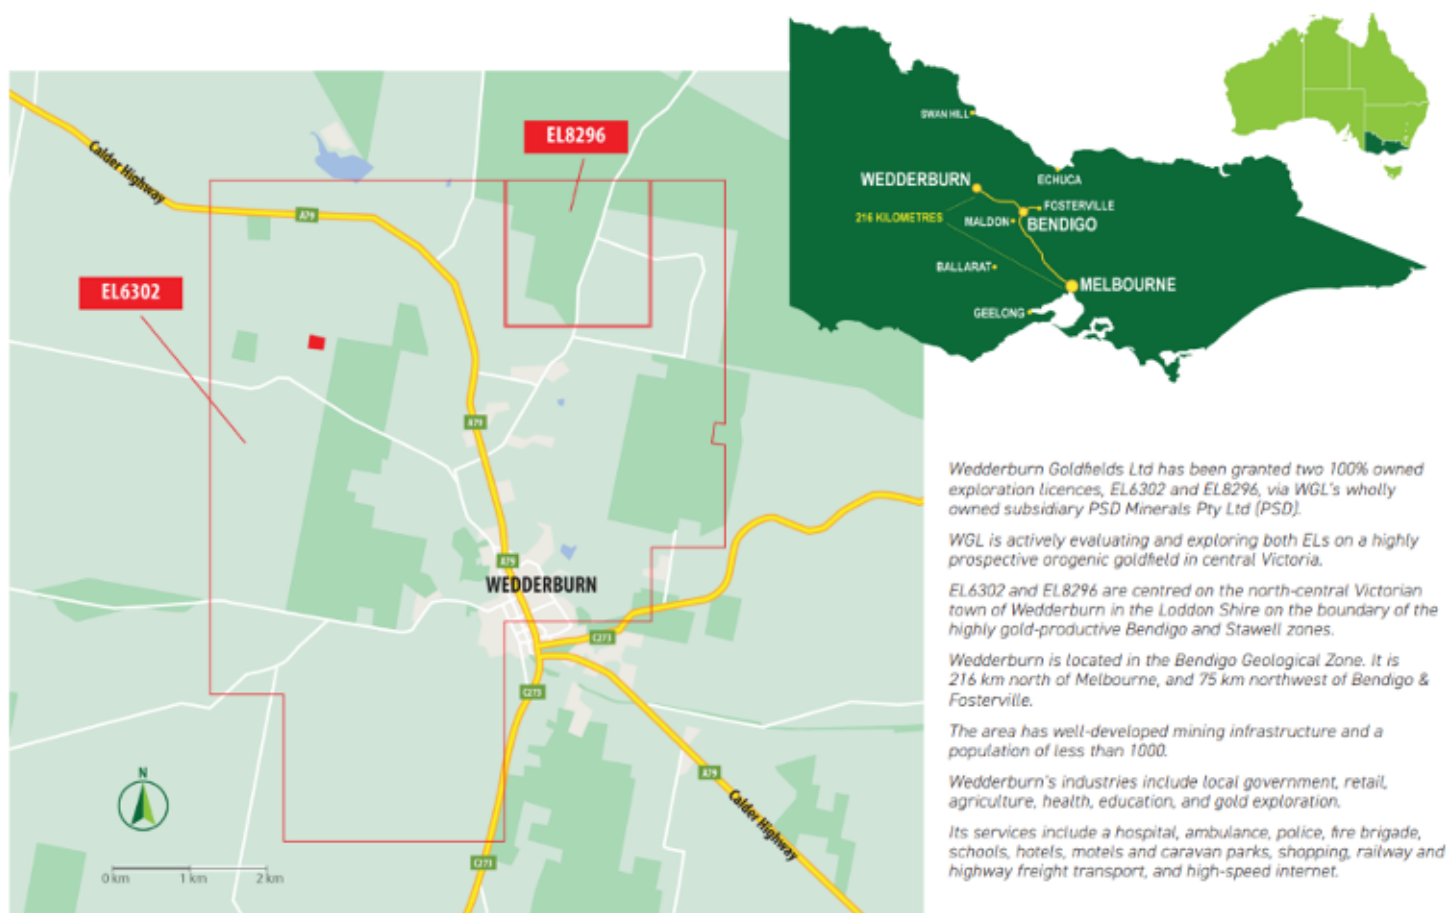 EL8296
Calder Highway
A79
EL6302
A79
A79
WEDDERBURN
C273
C273
A79
Calder Highway
C273
N
0 km 1 km 2 km
SWAN HILL
WEDDERBURN
ECHUCA
FOSTERVILLE
216 KILOMETRES
MALDON
BENDIGO
BALLARAT
MELBOURNE
GEELONG
Wedderburn Goldfields Ltd has been granted two 100% owned
exploration licences, EL6302 and EL8296, via WGL's wholly
owned subsidiary PSD Minerals Pty Ltd (PSD).
WGL is actively evaluating and exploring both ELs on a highly
prospective orogenic goldfield in central Victoria.
EL6302 and EL8296 are centred on the north-central Victorian
town of Wedderburn in the Loddon Shire on the boundary of the
highly gold-productive Bendigo and Stawell zones.
Wedderburn is located in the Bendigo Geological Zone. It is
216 km north of Melbourne, and 75 km northwest of Bendigo &
Fosterville.
The area has well-developed mining infrastructure and a
population of less than 1000.
Wedderburn's industries include local government, retail,
agriculture, health, education, and gold exploration.
Its services include a hospital, ambulance, police, fire brigade,
schools, hotels, motels and caravan parks, shopping, railway and
highway freight transport, and high-speed internet.